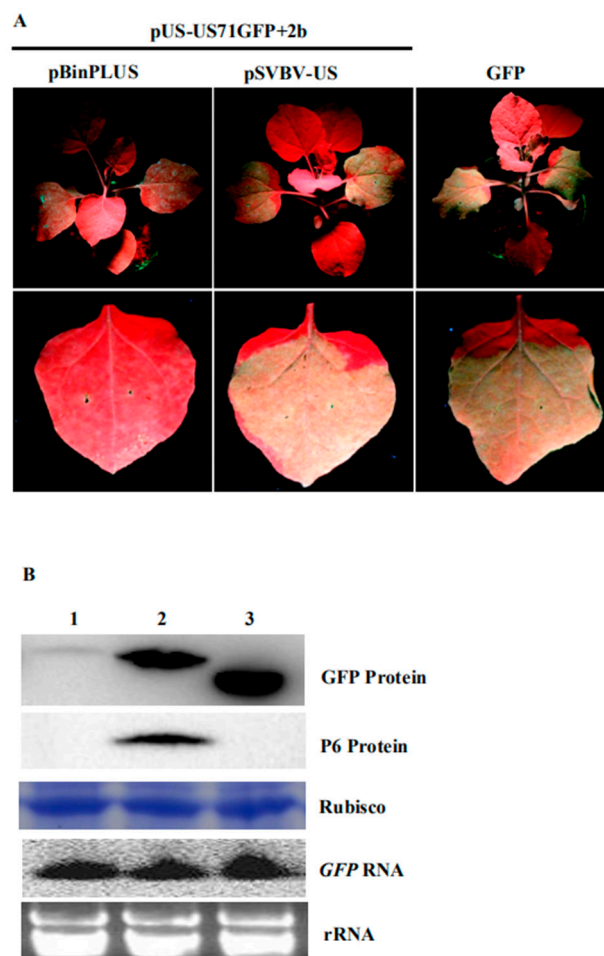 A
pUS-US71GFP+2b
pBinPLUS pSVBV-US GFP
B
1 2 3
GFP Protein
P6 Protein
Rubisco
GFP RNA
rRNA